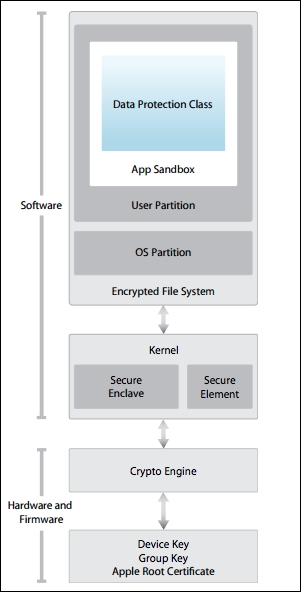 Data Protection Class
App Sandbox
User Partition
OS Partition
Encrypted File System
Software
Kernel
Secure
Enclave
Secure
Element
Crypto Engine
Hardware and
Firmware
Device Key
Group Key
Apple Root Certificate